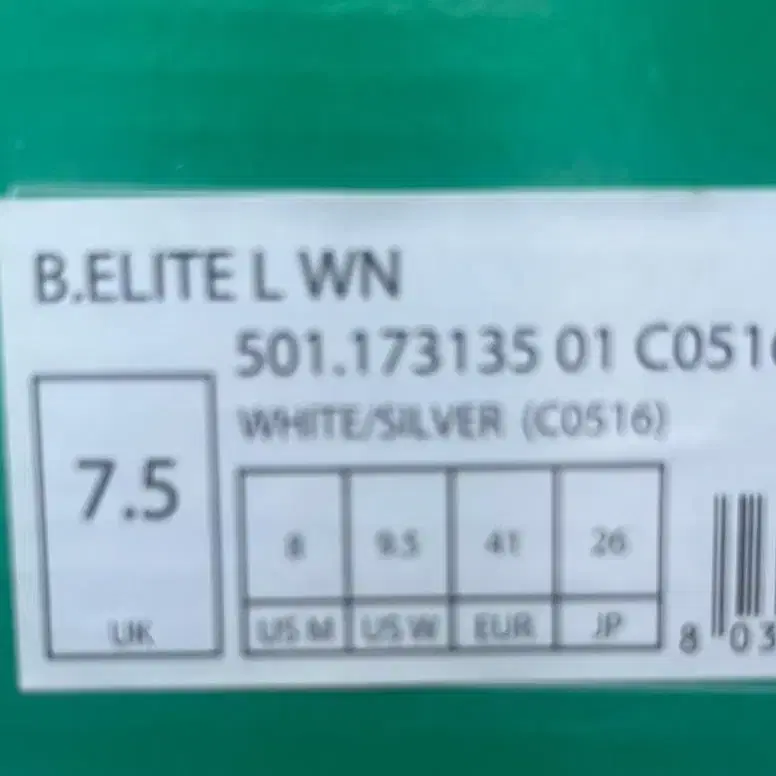 B.ELITE L WN
501.173135 01 C051
WHITE/SILVER (C0516)
7.5
UK
8 9.5 41 26
US M US W EUR JP
8 03